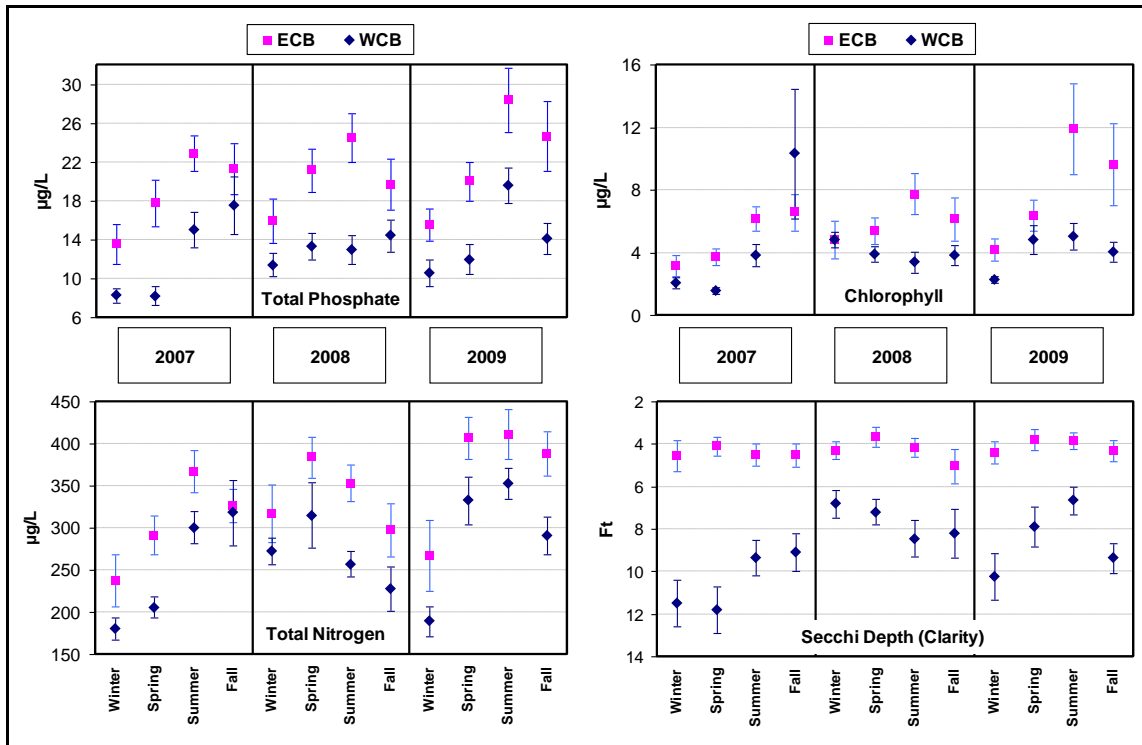 ECB WCB
ECB WCB
30
26
22
18
14
10
6
µg/L
Total Phosphate
16
12
8
4
0
µg/L
Chlorophyll
2007
2008
2009
2007
2008
2009
450
400
350
300
250
200
150
µg/L
Total Nitrogen
Winter
Spring
Summer
Fall
Winter
Spring
Summer
Fall
Winter
Spring
Summer
Fall
2
4
6
8
10
12
14
Ft
Secchi Depth (Clarity)
Winter
Spring
Summer
Fall
Winter
Spring
Summer
Fall
Winter
Spring
Summer
Fall